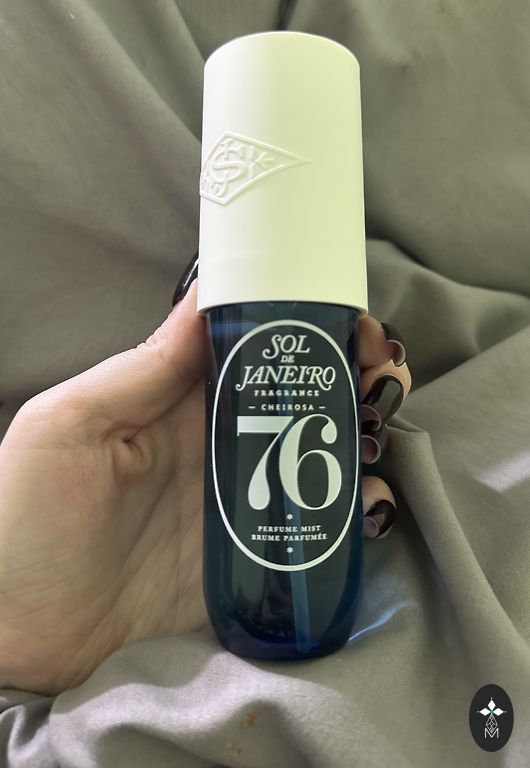 SOL
DE
JANEIRO
FRAGRANCE
– CHEIROSA –
76
PERFUME MIST
BRUME PARFUMÉE